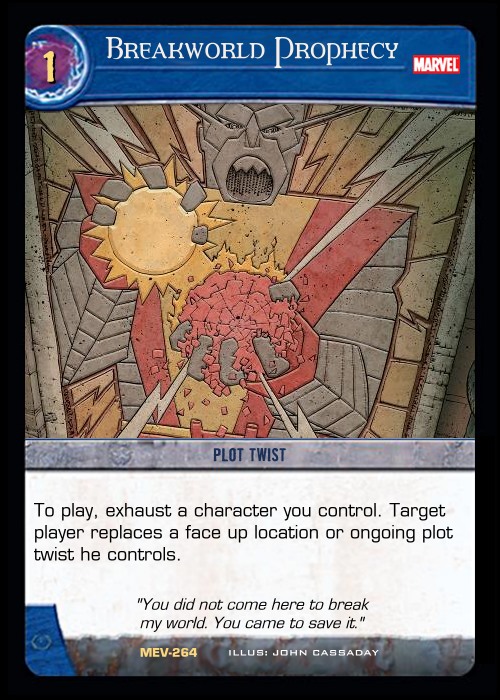 1
Breakworld Prophecy
MARVEL
PLOT TWIST
To play, exhaust a character you control. Target
player replaces a face up location or ongoing plot
twist he controls.
"You did not come here to break
my world. You came to save it."
MEV-264 ILLUS: JOHN CASSADAY